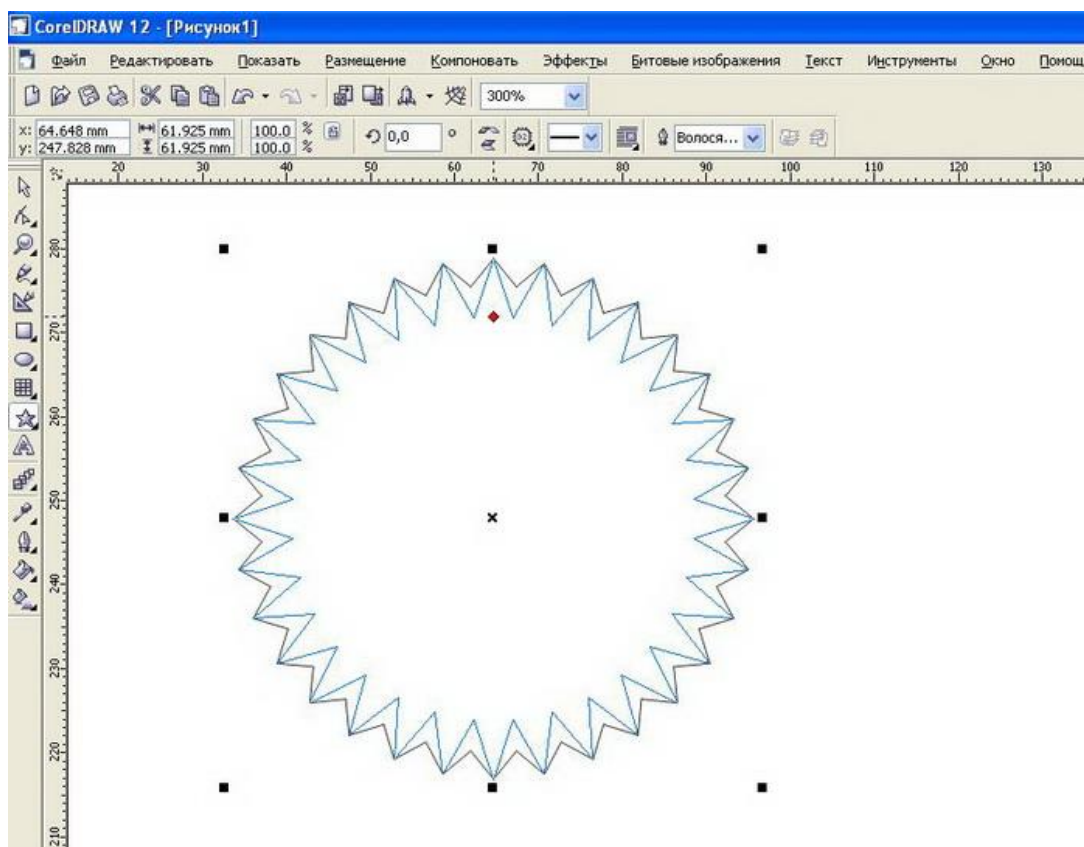 CorelDRAW 12 - [Рисунок1]
Файл Редактировать Показать Размещение Компоновать Эффекты Битовые изображения Текст Инструменты Окно Помощ
300%
x: 64.648 mm 61.925 mm 100.0 % 0,0 ° Волося...
y: 247.828 mm 61.925 mm 100.0 %
20 30 40 50 60 70 80 90 100 110 120 130
280
270
260
250
240
230
220
210